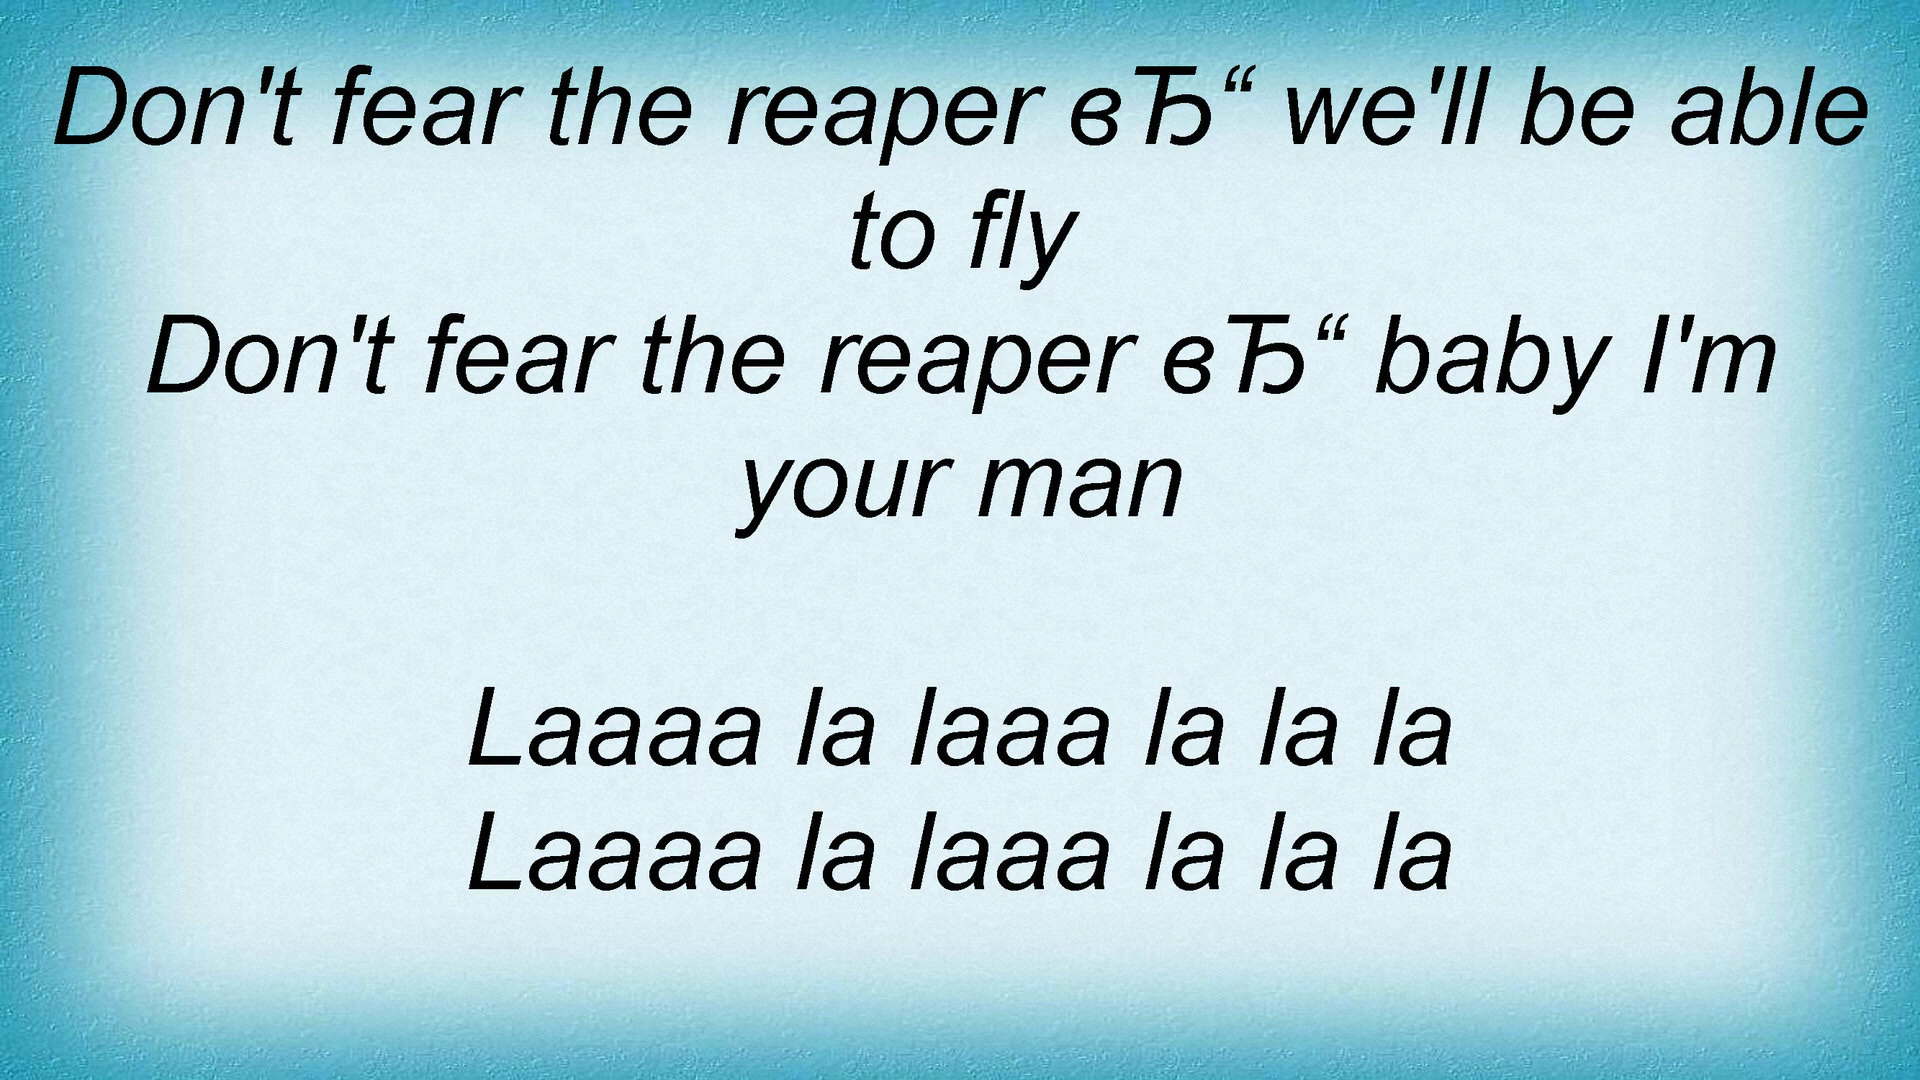 Don't fear the reaper вЂ“ we'll be able
to fly
Don't fear the reaper вЂ“ baby I'm
your man
Laaaa la laaa la la la
Laaaa la laaa la la la